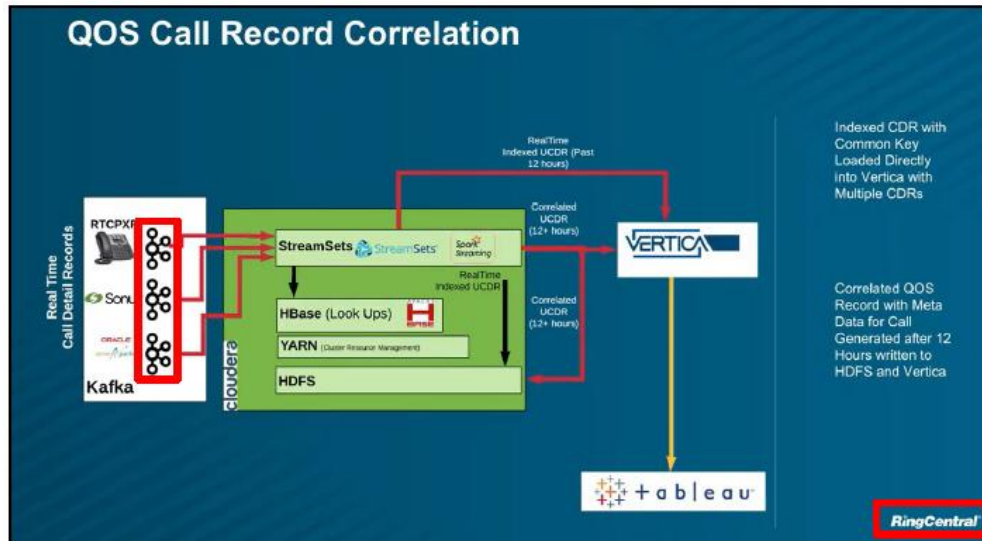 QOS Call Record Correlation
RealTime
Indexed UCDR (Past
12 hours)
Indexed CDR with
Common Key
Loaded Directly
into Vertica with
Multiple CDRs
Real Time
Call Detail Records
RTCPXR
Sonu
ORACLE
Kafka
cloudera
StreamSets
StreamSets
Spark
Streaming
Correlated
UCDR
(12+ hours)
VERTICA
RealTime
Indexed UCDR
HBase (Look Ups)
APACHE
HBASE
YARN (Cluster Resource Management)
HDFS
Correlated
UCDR
(12+ hours)
Correlated QOS
Record with Meta
Data for Call
Generated after 12
Hours written to
HDFS and Vertica
+ a b l e a u
RingCentral